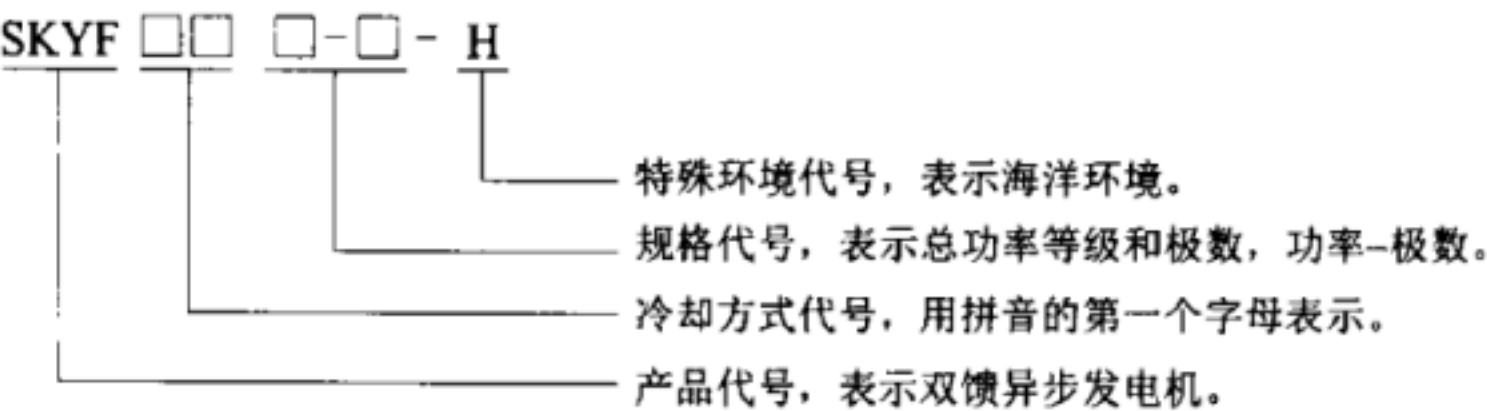 SKYF □□ □-□-H
特殊环境代号，表示海洋环境。
规格代号，表示总功率等级和极数，功率-极数。
冷却方式代号，用拼音的第一个字母表示。
产品代号，表示双馈异步发电机。